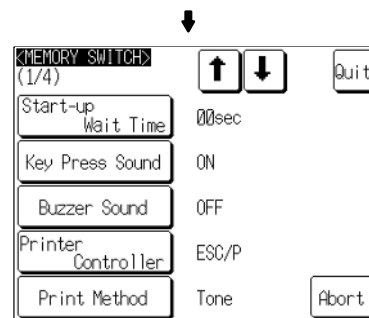 <MEMORY SWITCH>
(1/4)
Quit
Start-up
Wait Time
00sec
Key Press Sound
ON
Buzzer Sound
OFF
Printer
Controller
ESC/P
Print Method
Tone
Abort